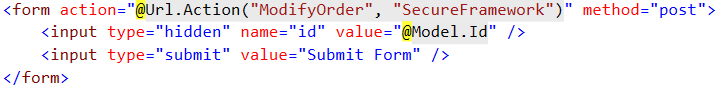 <form action="@Url.Action("ModifyOrder", "SecureFramework")" method="post">
    <input type="hidden" name="id" value="@Model.Id" />
    <input type="submit" value="Submit Form" />
</form>